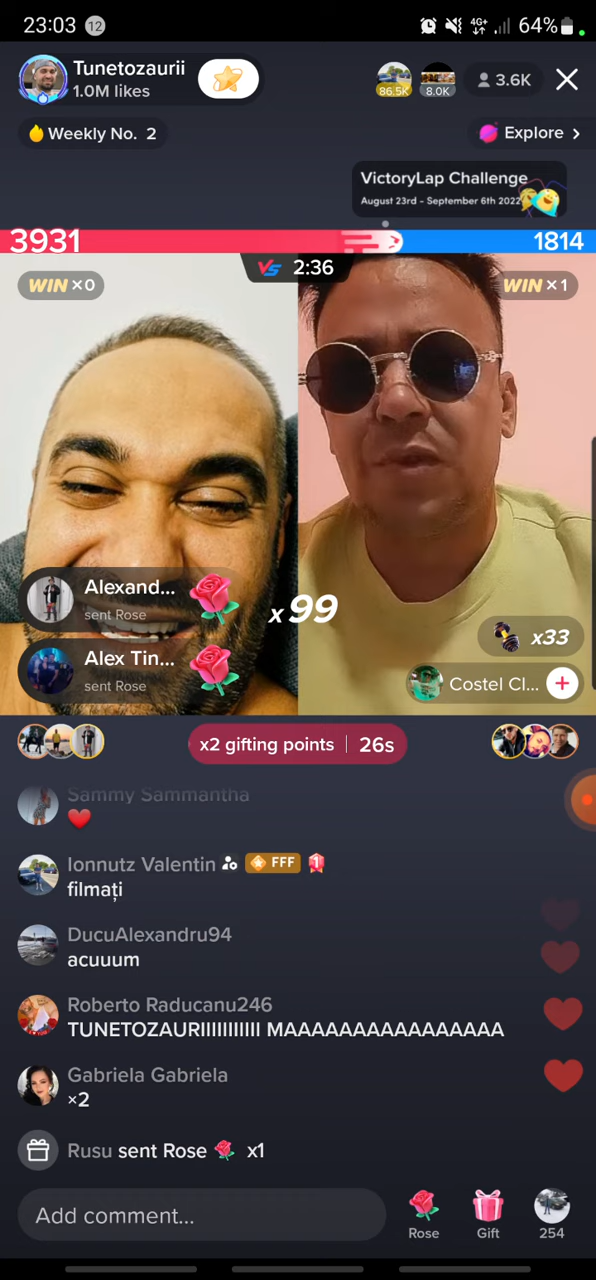 23:03 12 4G+ 64%
Tunetozaurii
1.0M likes
86.5K 8.0K 3.6K
Weekly No. 2
Explore
VictoryLap Challenge
August 23rd - September 6th 2022
3931 1814
VS 2:36
WIN ×0 WIN ×1
Alexand...
sent Rose
x99
Alex Tin...
sent Rose
x33
Costel Cl...
x2 gifting points 26s
Sammy Sammantha
Ionnutz Valentin FFF 1
filmați
DucuAlexandru94
acuuum
Roberto Raducanu246
TUNETOZAURIIIIIIIIIII MAAAAAAAAAAAAAAAA
Gabriela Gabriela
×2
Rusu sent Rose x1
Add comment...
Rose Gift 254